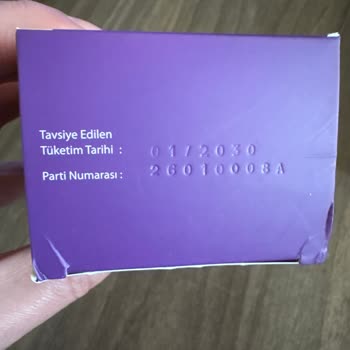 Tavsiye Edilen
Tüketim Tarihi : 01/2030
Parti Numarası : 26010008A